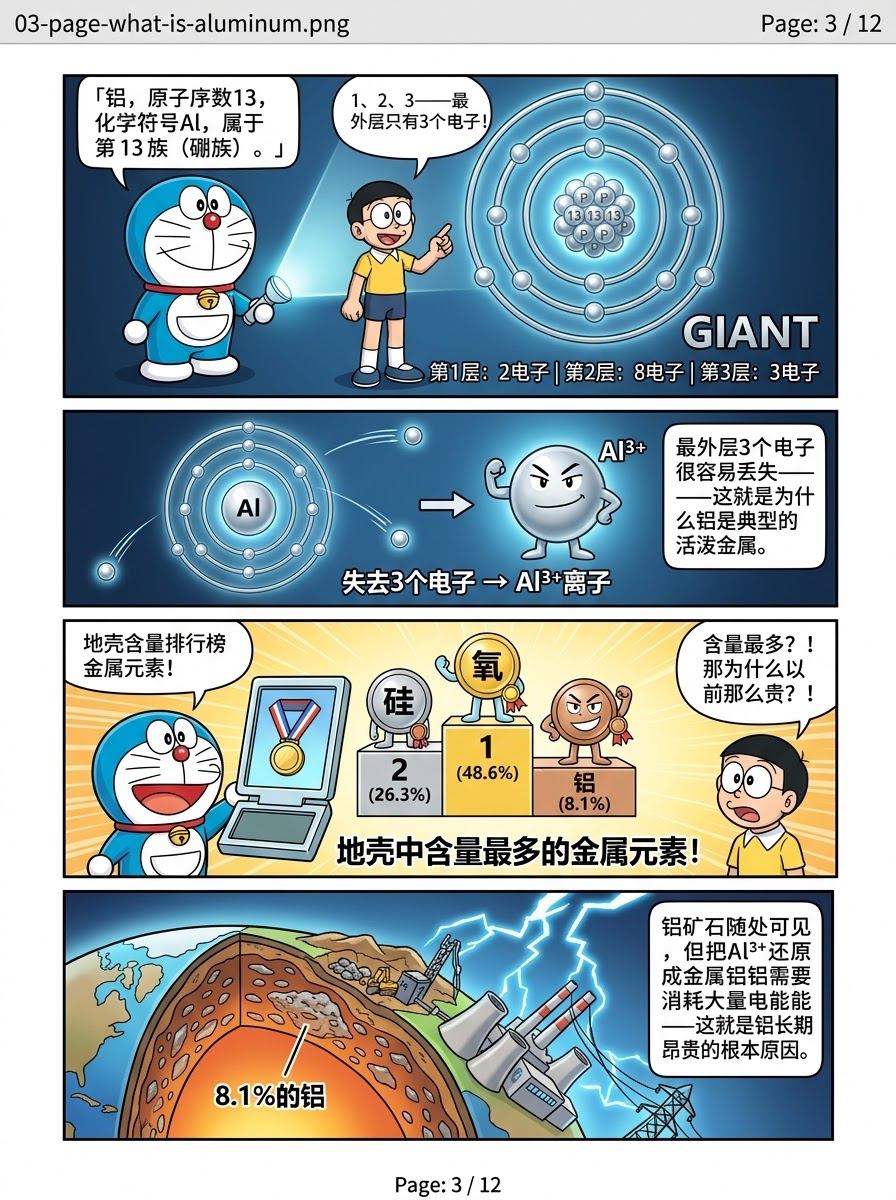 03-page-what-is-aluminum.png
Page: 3 / 12
「铝，原子序数13，
化学符号Al，属于
第13族（硼族）。」
1、2、3——最
外层只有3个电子！
P P
13 13 13
P P P
P
GIANT
第1层：2电子 | 第2层：8电子 | 第3层：3电子
Al
Al³⁺
失去3个电子 → Al³⁺离子
最外层3个电子
很容易丢失——
——这就是为什
么铝是典型的
活泼金属。
地壳含量排行榜
金属元素！
硅
氧
2
(26.3%)
1
(48.6%)
铝
(8.1%)
含量最多？！
那为什么以
前那么贵？！
地壳中含量最多的金属元素！
8.1%的铝
铝矿石随处可见
，但把Al³⁺还原
成金属铝铝需要
消耗大量电能能
——这就是铝长期
昂贵的根本原因。
Page: 3 / 12